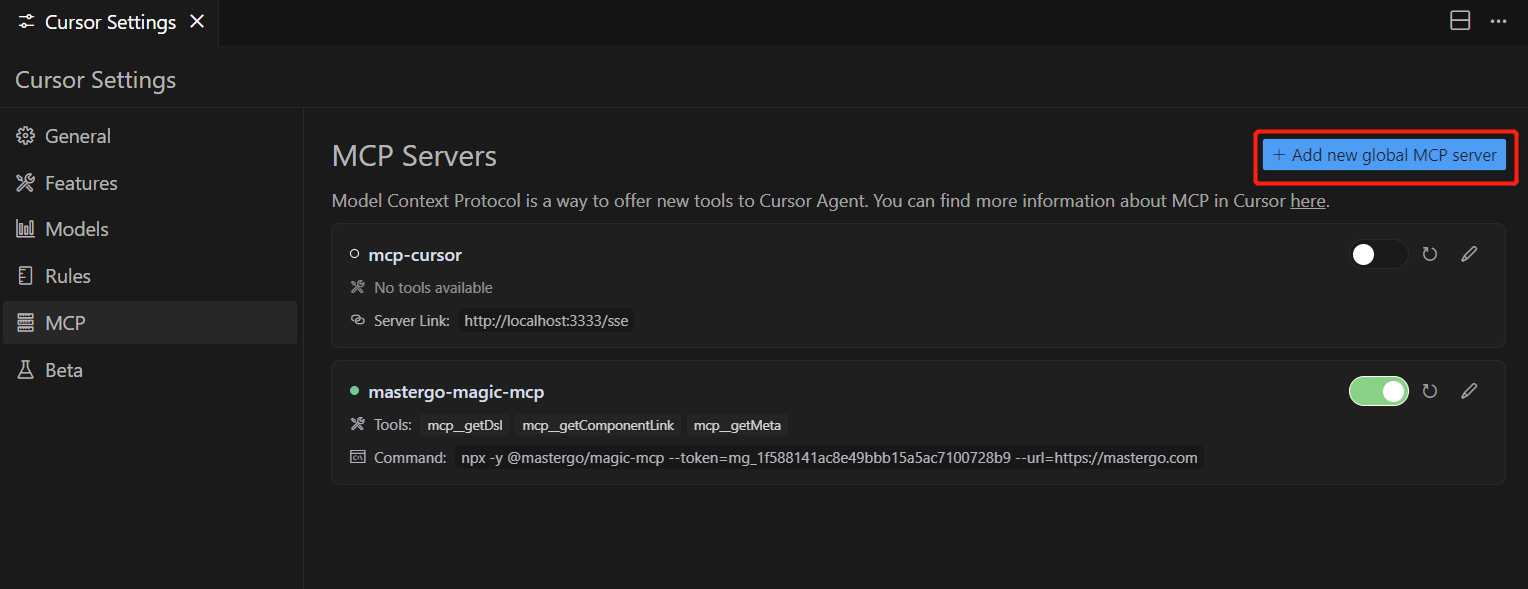 Cursor Settings
Cursor Settings
General
Features
Models
Rules
MCP
Beta
MCP Servers
+ Add new global MCP server
Model Context Protocol is a way to offer new tools to Cursor Agent. You can find more information about MCP in Cursor here.
mcp-cursor
No tools available
Server Link: http://localhost:3333/sse
mastergo-magic-mcp
Tools: mcp__getDsl mcp__getComponentLink mcp__getMeta
Command: npx -y @mastergo/magic-mcp --token=mg_1f588141ac8e49bbb15a5ac7100728b9 --url=https://mastergo.com